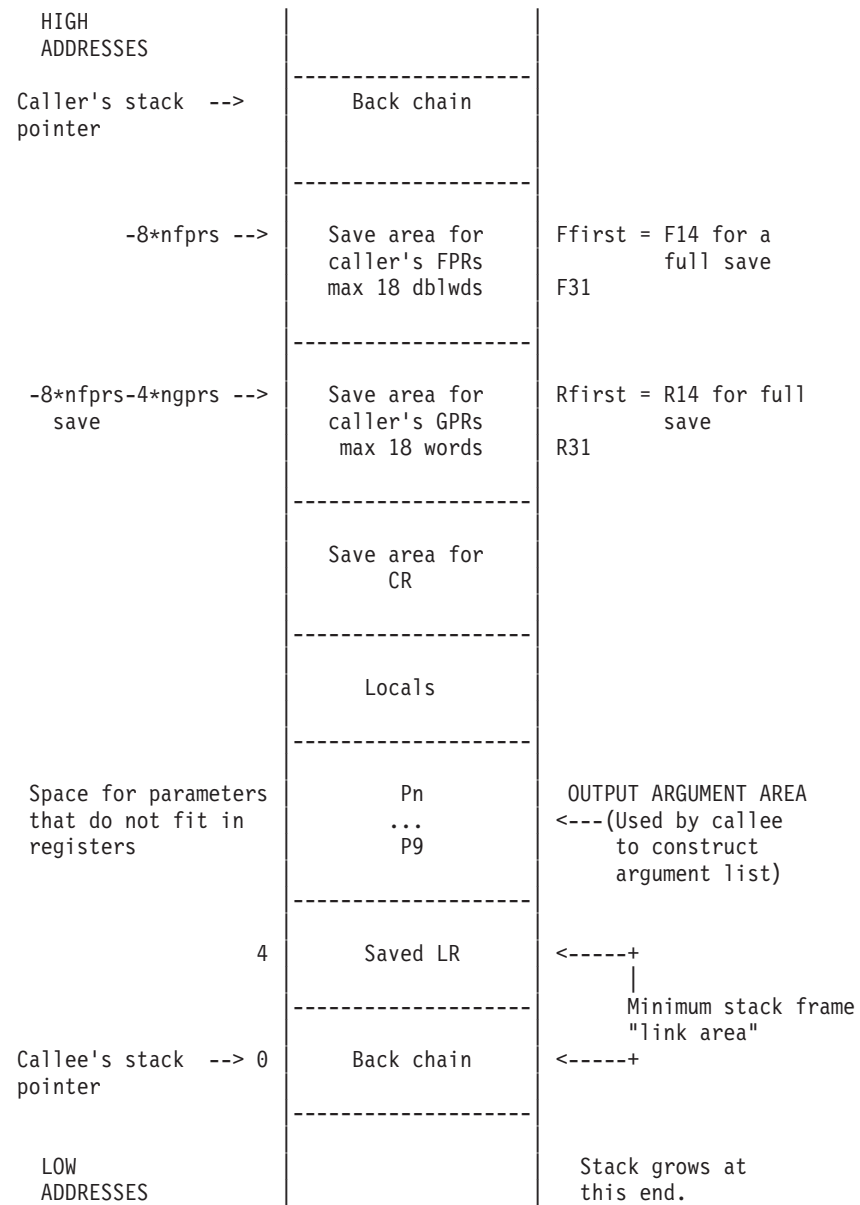 HIGH
ADDRESSES
--------------------
Caller's stack --> Back chain
pointer
--------------------
-8*nfprs --> Save area for Ffirst = F14 for a
caller's FPRs full save
max 18 dblwds F31
--------------------
-8*nfprs-4*ngprs --> Save area for Rfirst = R14 for full
save caller's GPRs save
max 18 words R31
--------------------
Save area for
CR
--------------------
Locals
--------------------
Space for parameters Pn OUTPUT ARGUMENT AREA
that do not fit in ... <---(Used by callee
registers P9 to construct
argument list)
--------------------
4 Saved LR <-----+
|
-------------------- Minimum stack frame
"link area"
Callee's stack --> 0 Back chain <-----+
pointer
--------------------
LOW Stack grows at
ADDRESSES this end.